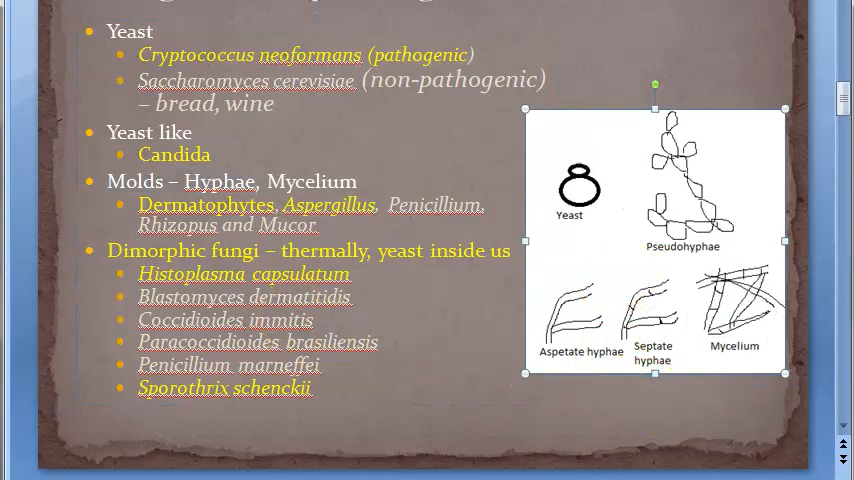 Yeast
Cryptococcus neoformans (pathogenic)
Saccharomyces cerevisiae (non-pathogenic)
– bread, wine
Yeast like
Candida
Molds – Hyphae, Mycelium
Dermatophytes, Aspergillus, Penicillium,
Rhizopus and Mucor
Dimorphic fungi – thermally, yeast inside us
Histoplasma capsulatum
Blastomyces dermatitidis
Coccidioides immitis
Paracoccidioides brasiliensis
Penicillium marneffei
Sporothrix schenckii
Yeast
Pseudohyphae
Aspetate hyphae
Septate
hyphae
Mycelium